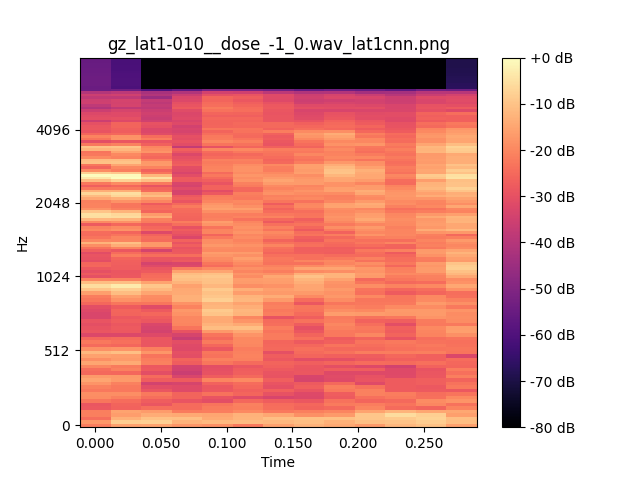 gz_lat1-010__dose_-1_0.wav_lat1cnn.png
+0 dB
-10 dB
-20 dB
-30 dB
-40 dB
-50 dB
-60 dB
-70 dB
-80 dB
Hz
4096
2048
1024
512
0
0.000 0.050 0.100 0.150 0.200 0.250
Time